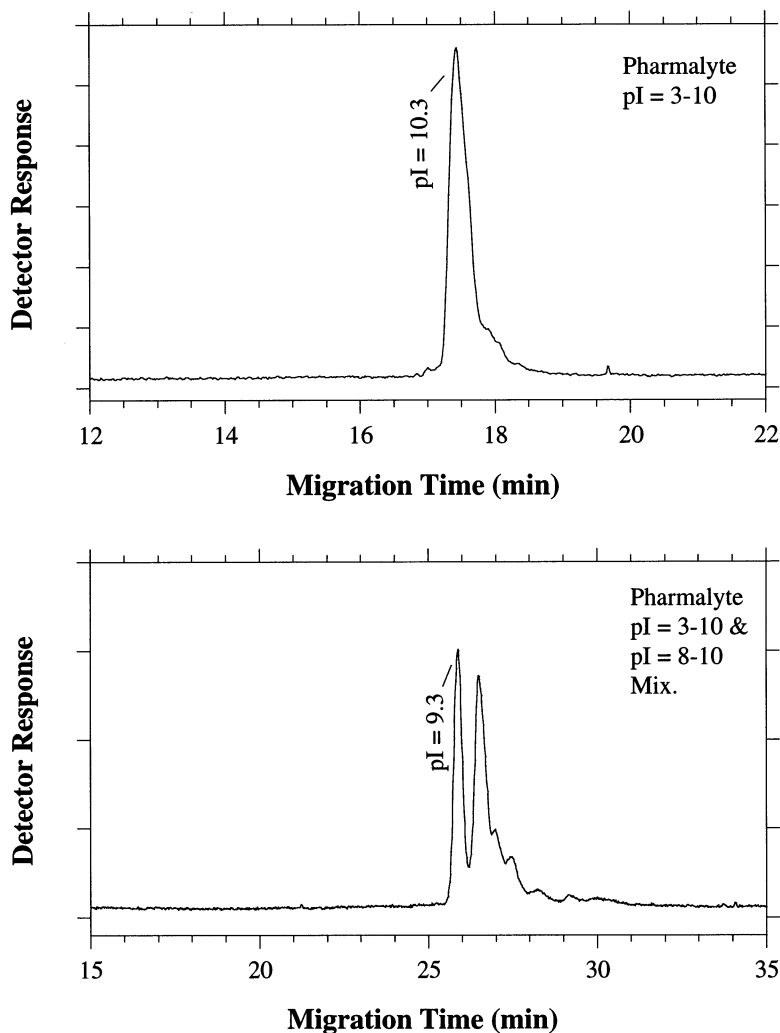 Pharmalyte
pI = 3-10
pI = 10.3
Detector Response
12 14 16 18 20 22
Migration Time (min)
Pharmalyte
pI = 3-10 &
pI = 8-10
Mix.
pI = 9.3
Detector Response
15 20 25 30 35
Migration Time (min)